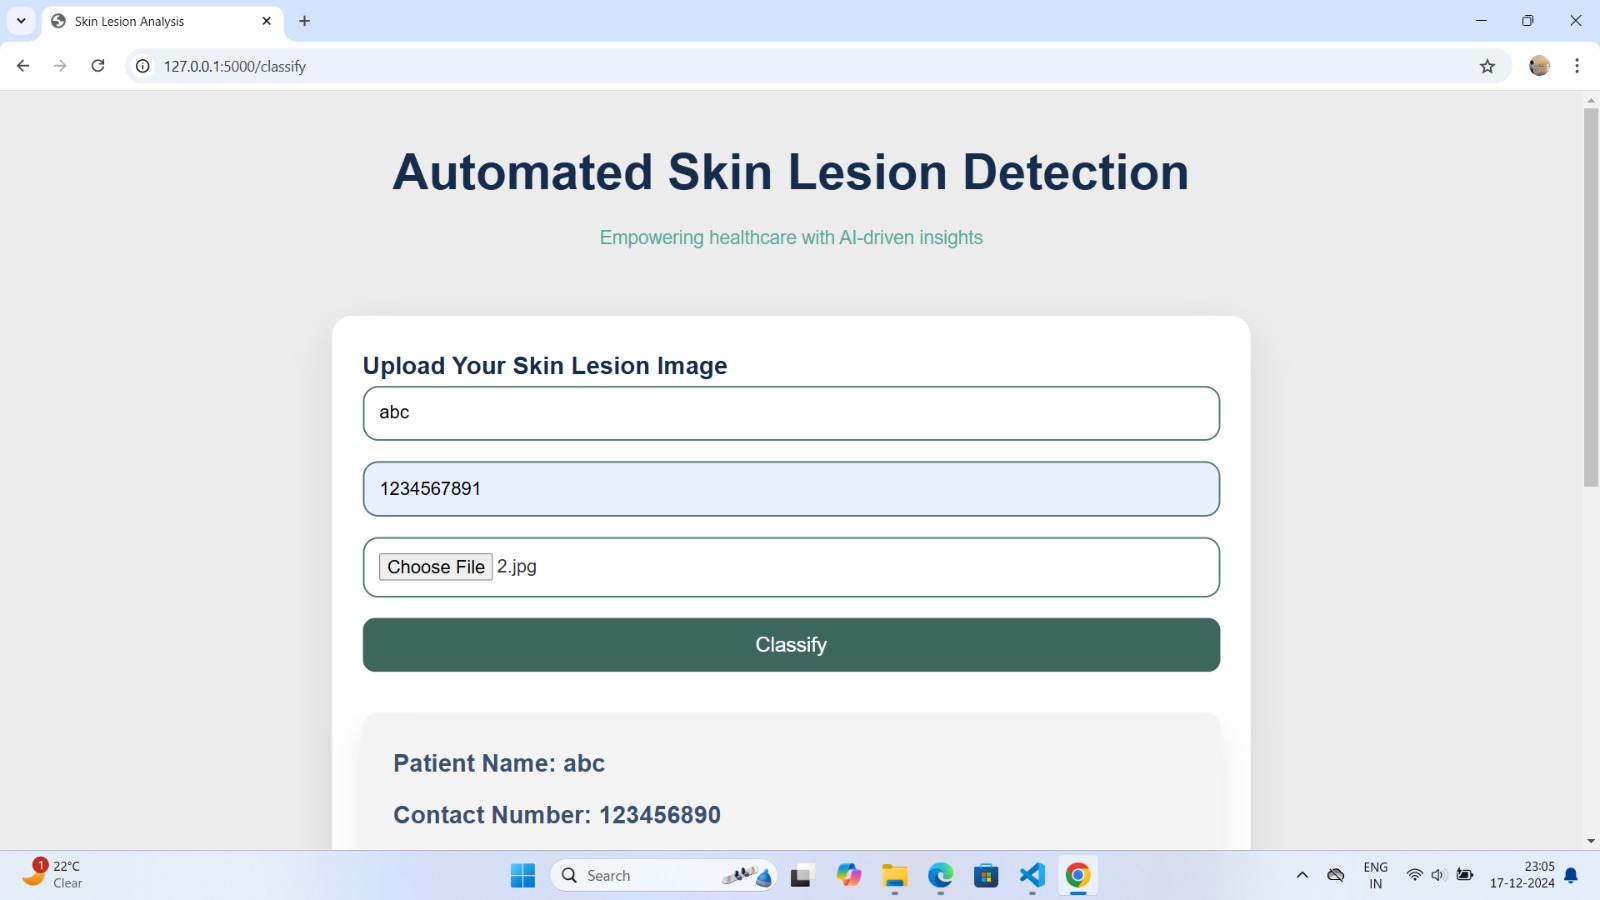 Skin Lesion Analysis
127.0.0.1:5000/classify
Automated Skin Lesion Detection
Empowering healthcare with AI-driven insights
Upload Your Skin Lesion Image
abc
1234567891
Choose File 2.jpg
Classify
Patient Name: abc
Contact Number: 123456890
1
22°C
Clear
Search
ENG
IN
23:05
17-12-2024